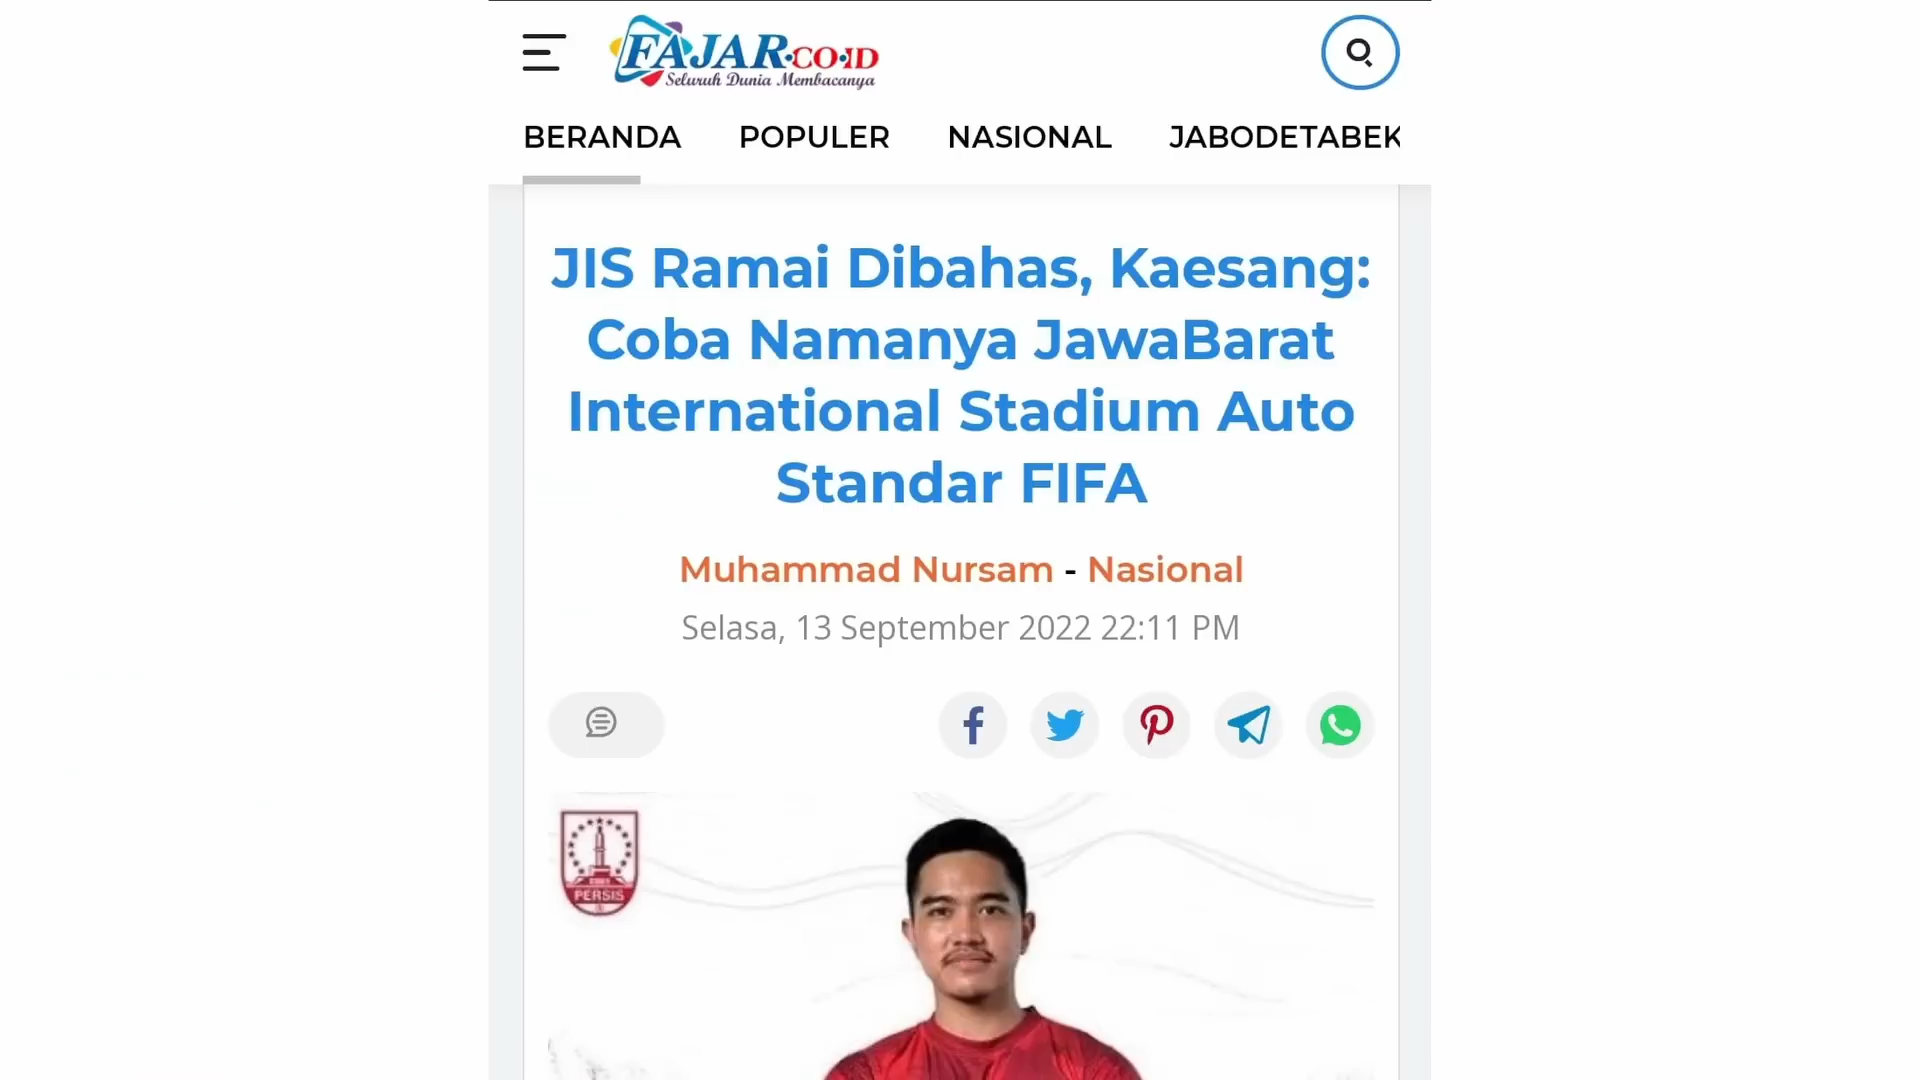 FAJAR.CO.ID
Seluruh Dunia Membacanya
BERANDA POPULER NASIONAL JABODETABEK
JIS Ramai Dibahas, Kaesang:
Coba Namanya JawaBarat
International Stadium Auto
Standar FIFA
Muhammad Nursam - Nasional
Selasa, 13 September 2022 22:11 PM
PERSIS